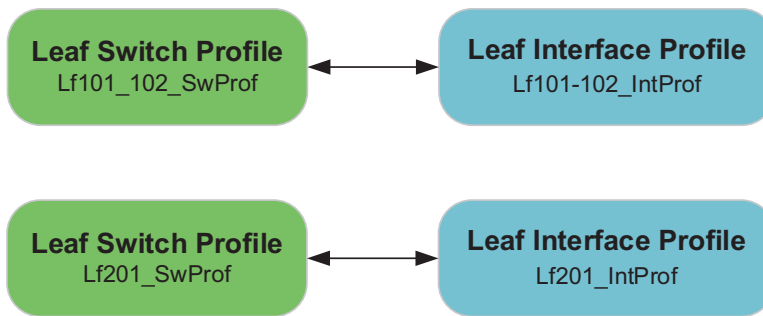 Leaf Switch Profile
Lf101_102_SwProf
Leaf Interface Profile
Lf101-102_IntProf
Leaf Switch Profile
Lf201_SwProf
Leaf Interface Profile
Lf201_IntProf